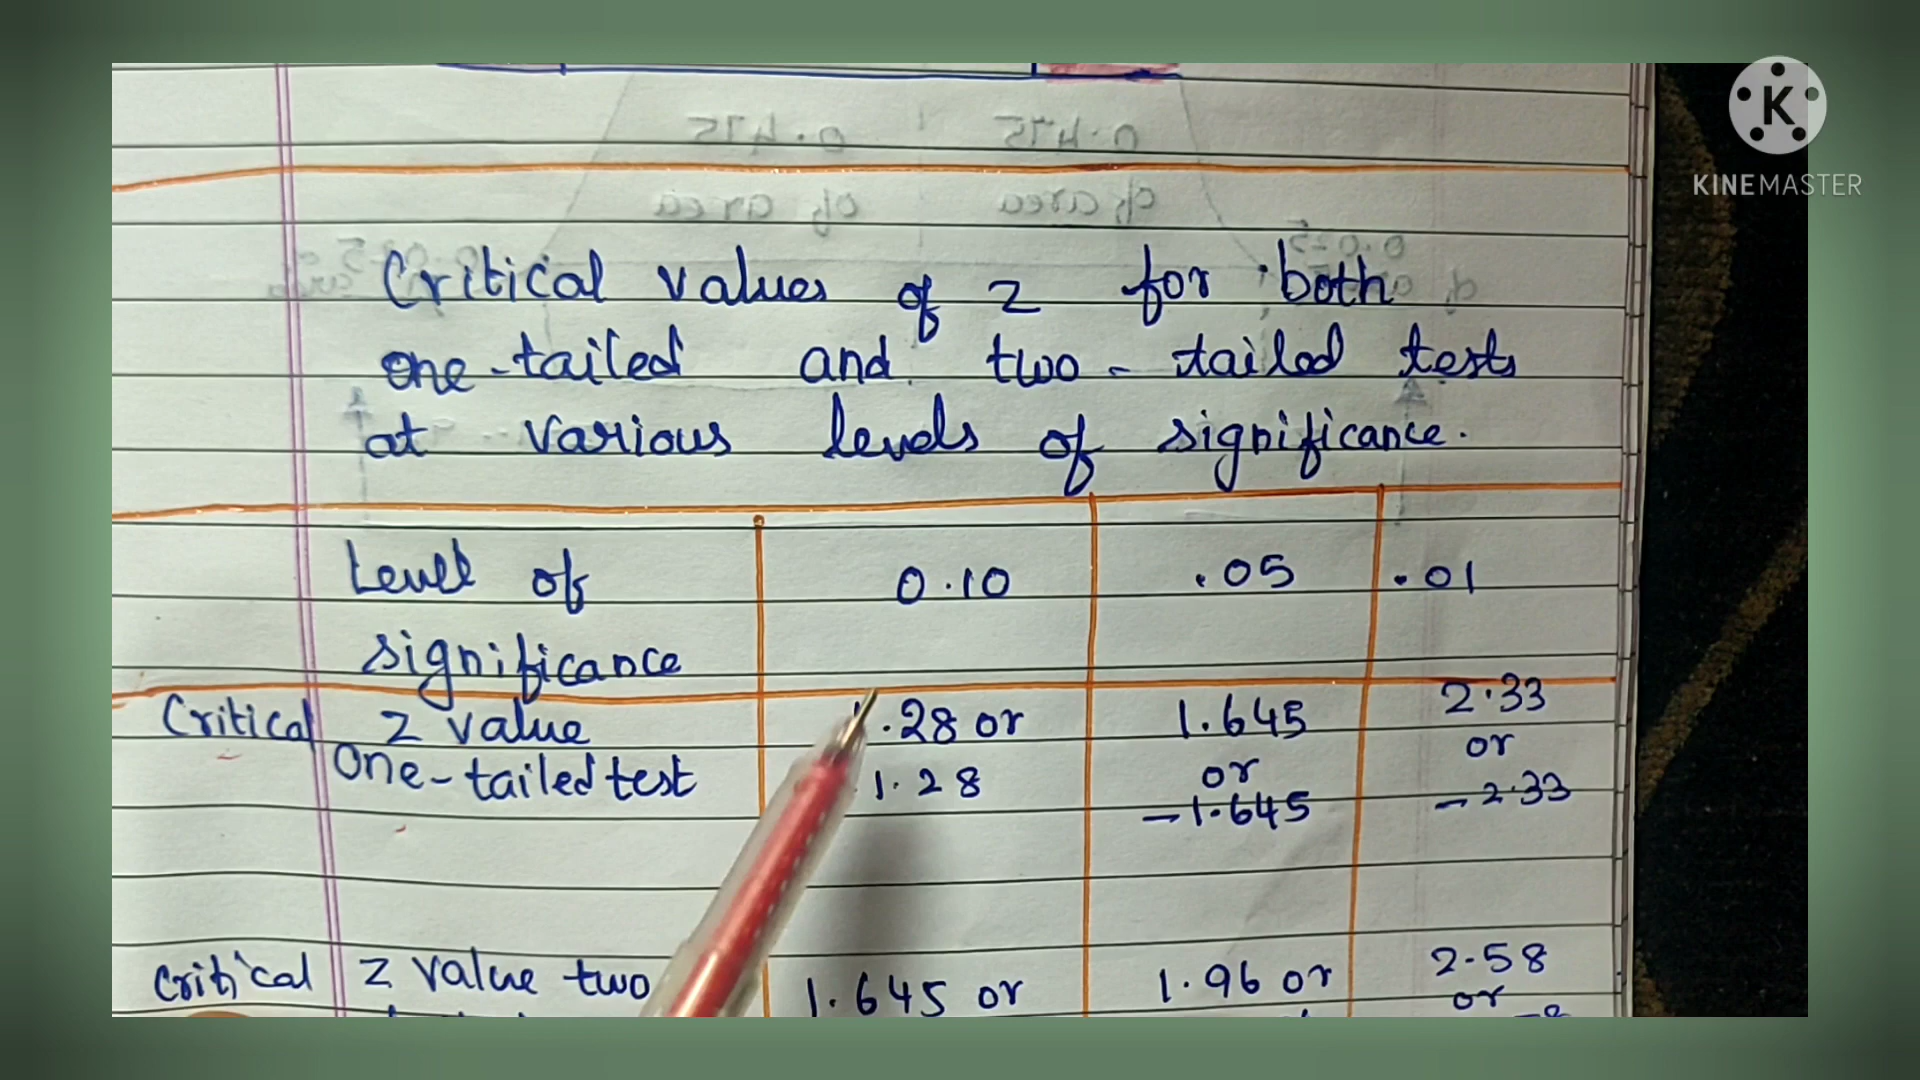 Critical values of z for both
one-tailed and two-tailed tests
at various levels of significance.
Level of 0.10 .05 .01
significance
Critical z value .28 or 1.645 2.33
or
One-tailed test 1.28 or -2.33
-1.645
Critical z value two 1.645 or 1.96 or 2.58
or
KINEMASTER